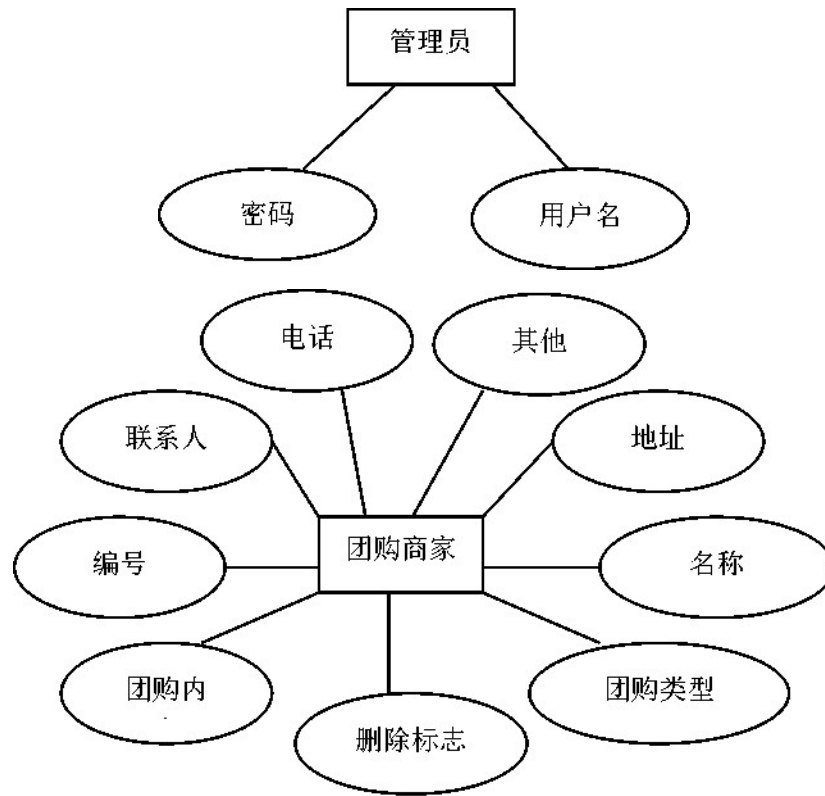 管理员
密码
用户名
电话
其他
联系人
地址
团购商家
编号
名称
团购内
团购类型
删除标志